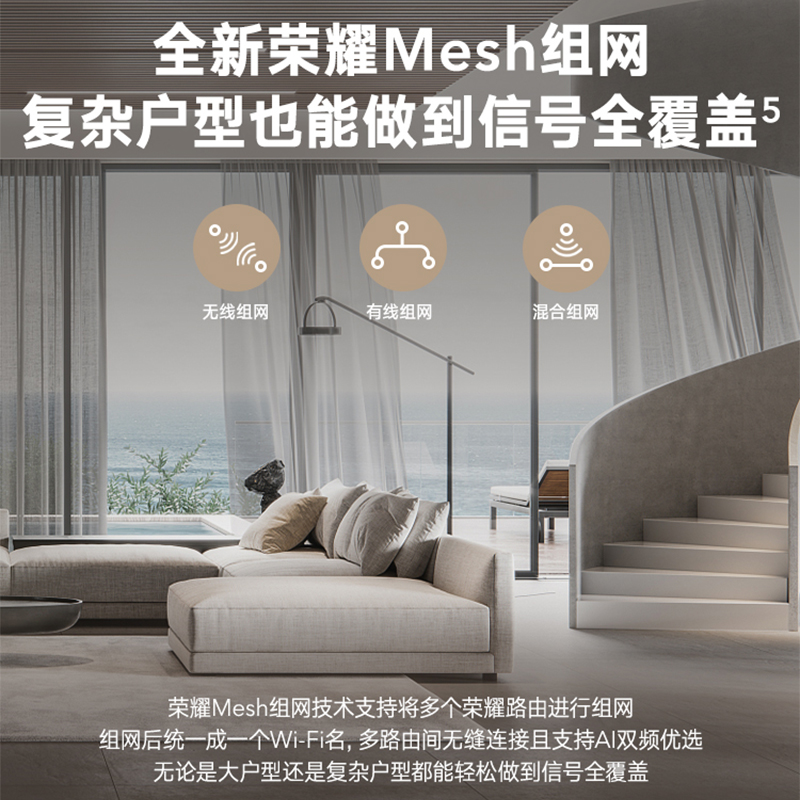 全新荣耀Mesh组网
复杂户型也能做到信号全覆盖5
无线组网
有线组网
混合组网
荣耀Mesh组网技术支持将多个荣耀路由进行组网
组网后统一成一个Wi-Fi名, 多路由间无缝连接且支持AI双频优选
无论是大户型还是复杂户型都能轻松做到信号全覆盖